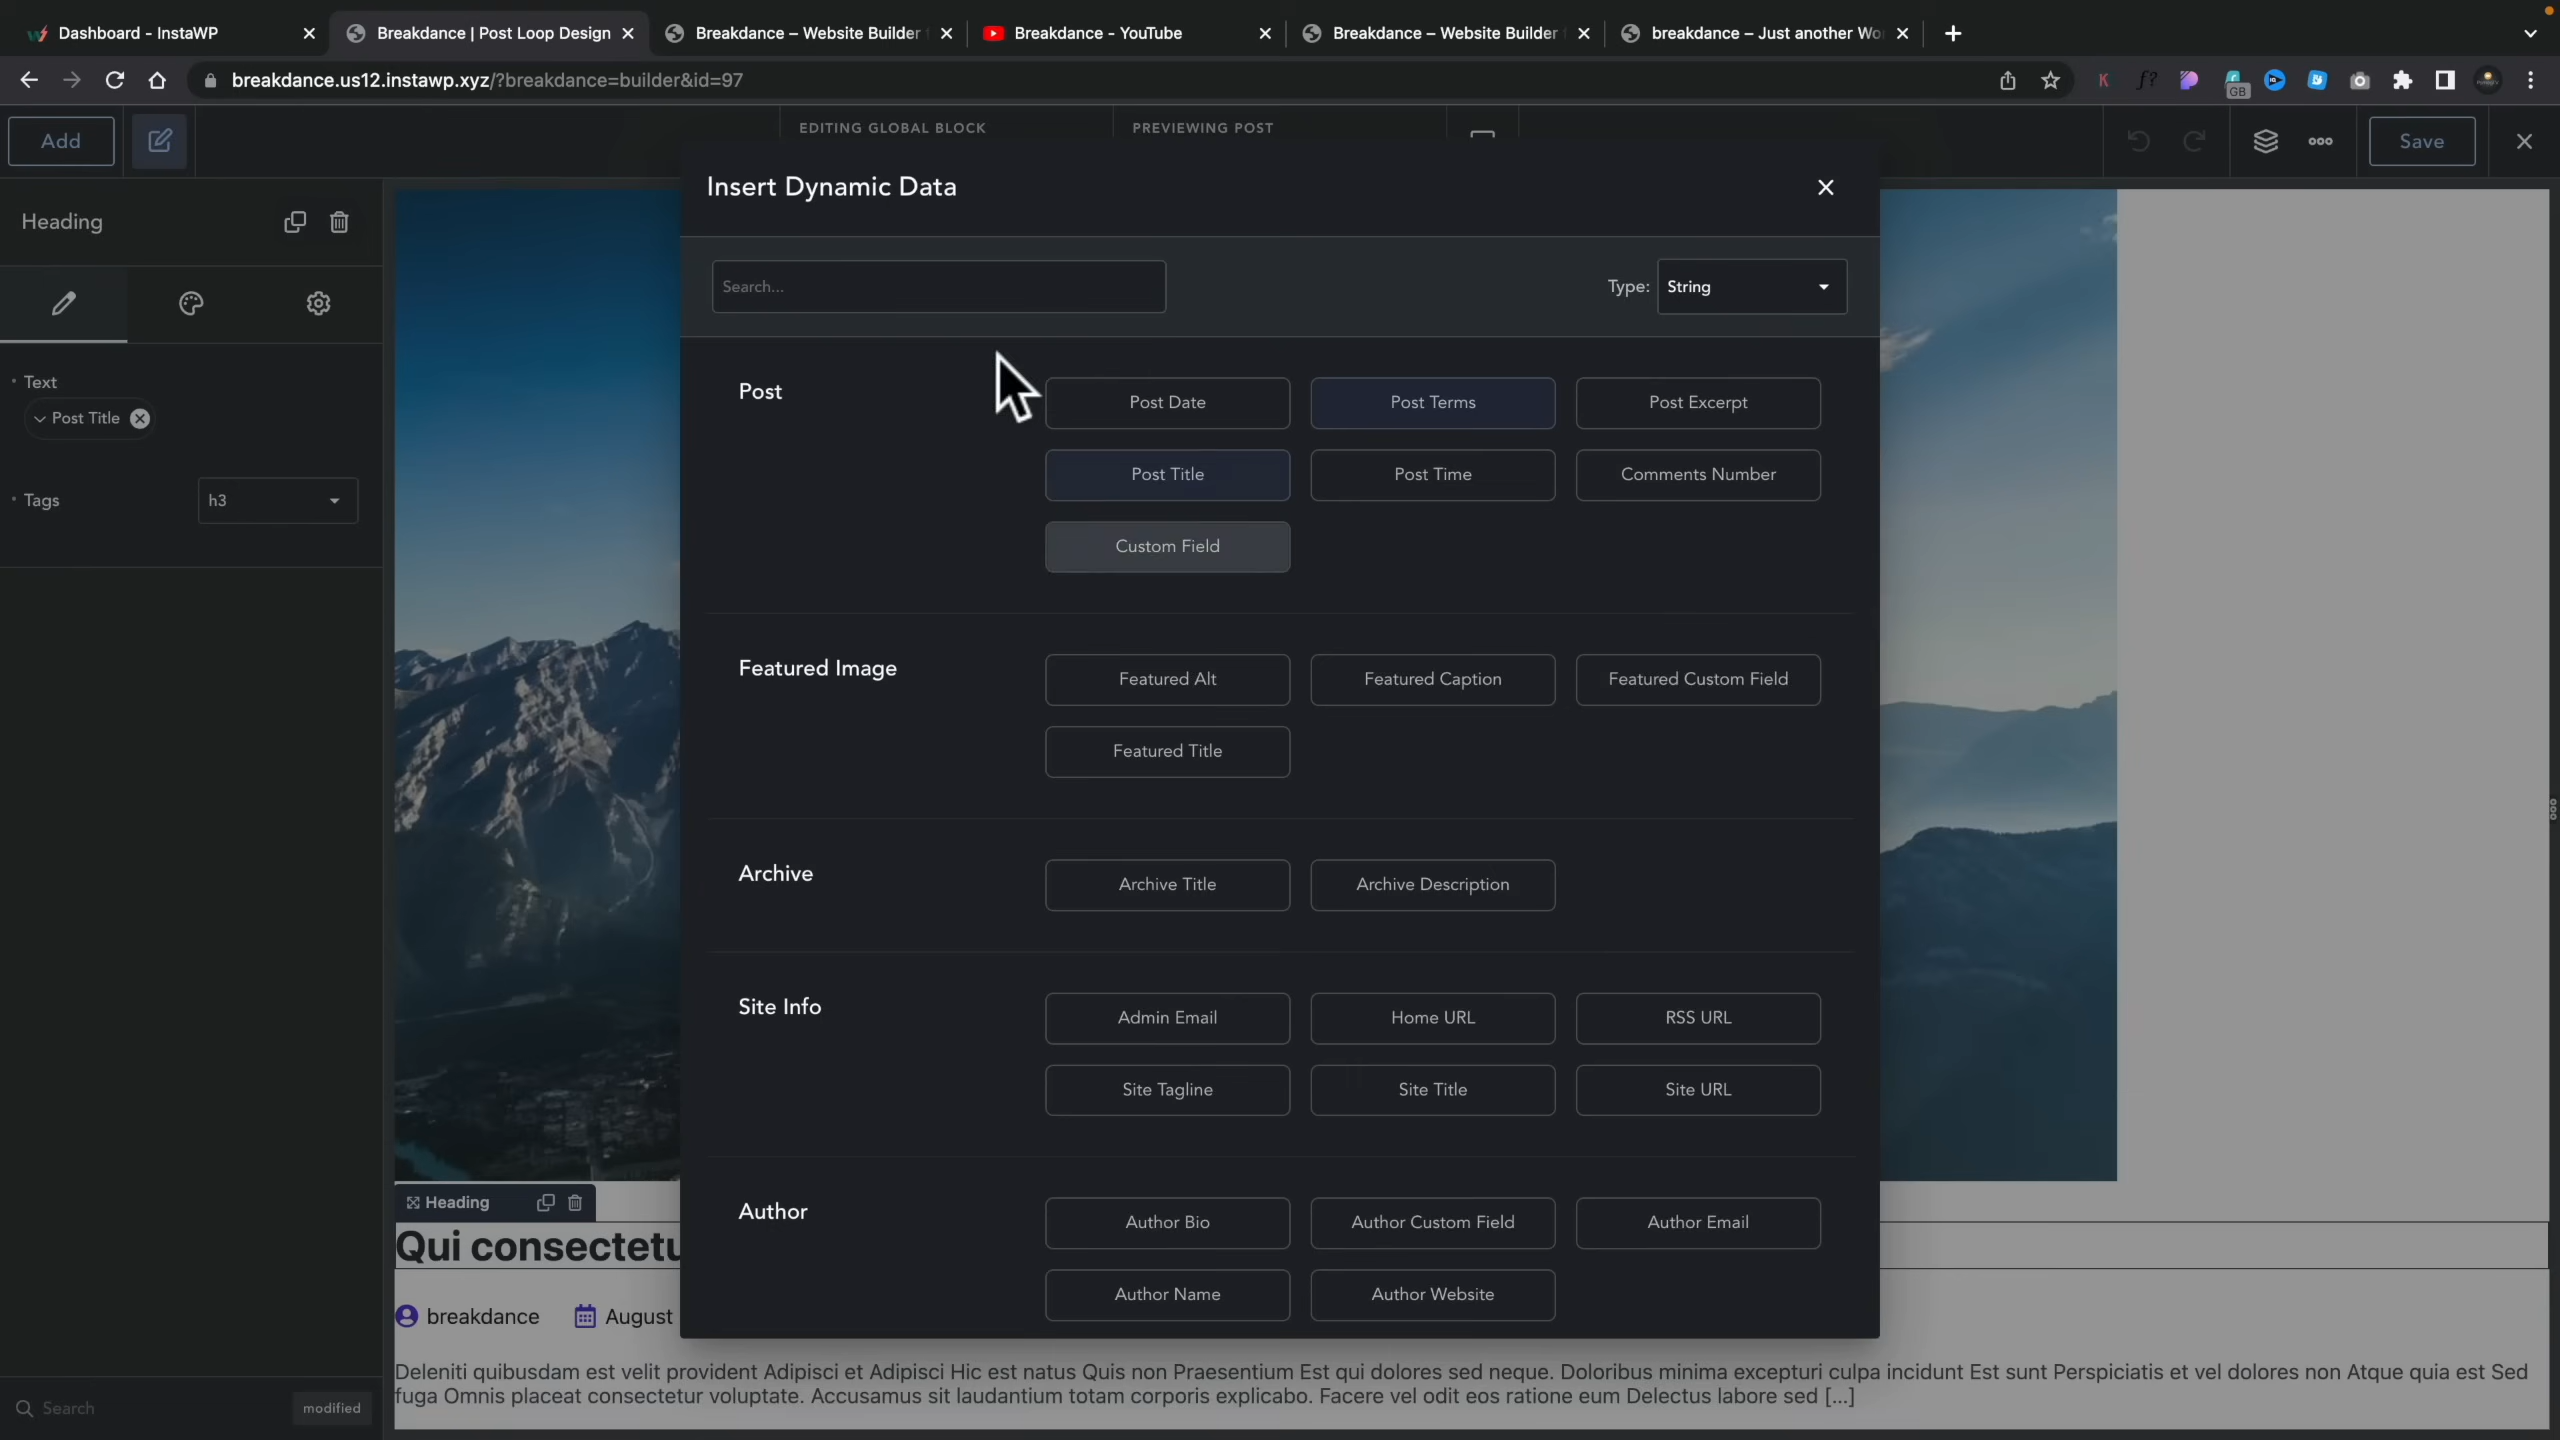 Dashboard - InstaWP
Breakdance | Post Loop Design
Breakdance – Website Builder
Breakdance - YouTube
Breakdance – Website Builder
breakdance – Just another Wo
breakdance.us12.instawp.xyz/?breakdance=builder&id=97
GB
Add
EDITING GLOBAL BLOCK
PREVIEWING POST
Save
Heading
Insert Dynamic Data
Search...
Type: String
Text
Post Title
Tags
h3
Post
Post Date
Post Terms
Post Excerpt
Post Title
Post Time
Comments Number
Custom Field
Featured Image
Featured Alt
Featured Caption
Featured Custom Field
Featured Title
Archive
Archive Title
Archive Description
Site Info
Admin Email
Home URL
RSS URL
Site Tagline
Site Title
Site URL
Author
Author Bio
Author Custom Field
Author Email
Author Name
Author Website
Heading
Qui consectetu
breakdance
August
Deleniti quibusdam est velit provident Adipisci et Adipisci Hic est natus Quis non Praesentium Est qui dolores sed neque. Doloribus minima excepturi culpa incidunt Est sunt Perspiciatis et vel dolores non Atque quia est Sed
fuga Omnis placeat consectetur voluptate. Accusamus sit laudantium totam corporis explicabo. Facere vel odit eos ratione eum Delectus labore sed [...]
Search
modified